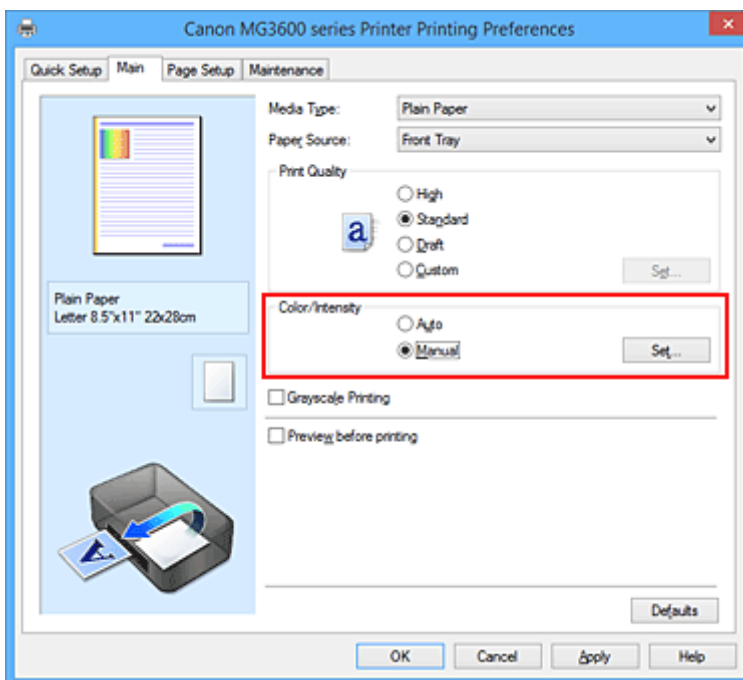 Canon MG3600 series Printer Printing Preferences
Quick Setup Main Page Setup Maintenance
Media Type: Plain Paper
Paper Source: Front Tray
Print Quality
High
a Standard
Draft
Custom Set...
Plain Paper
Letter 8.5"x11" 22x28cm
Color/Intensity
Auto
Manual Set...
Grayscale Printing
Preview before printing
A
Defaults
OK Cancel Apply Help